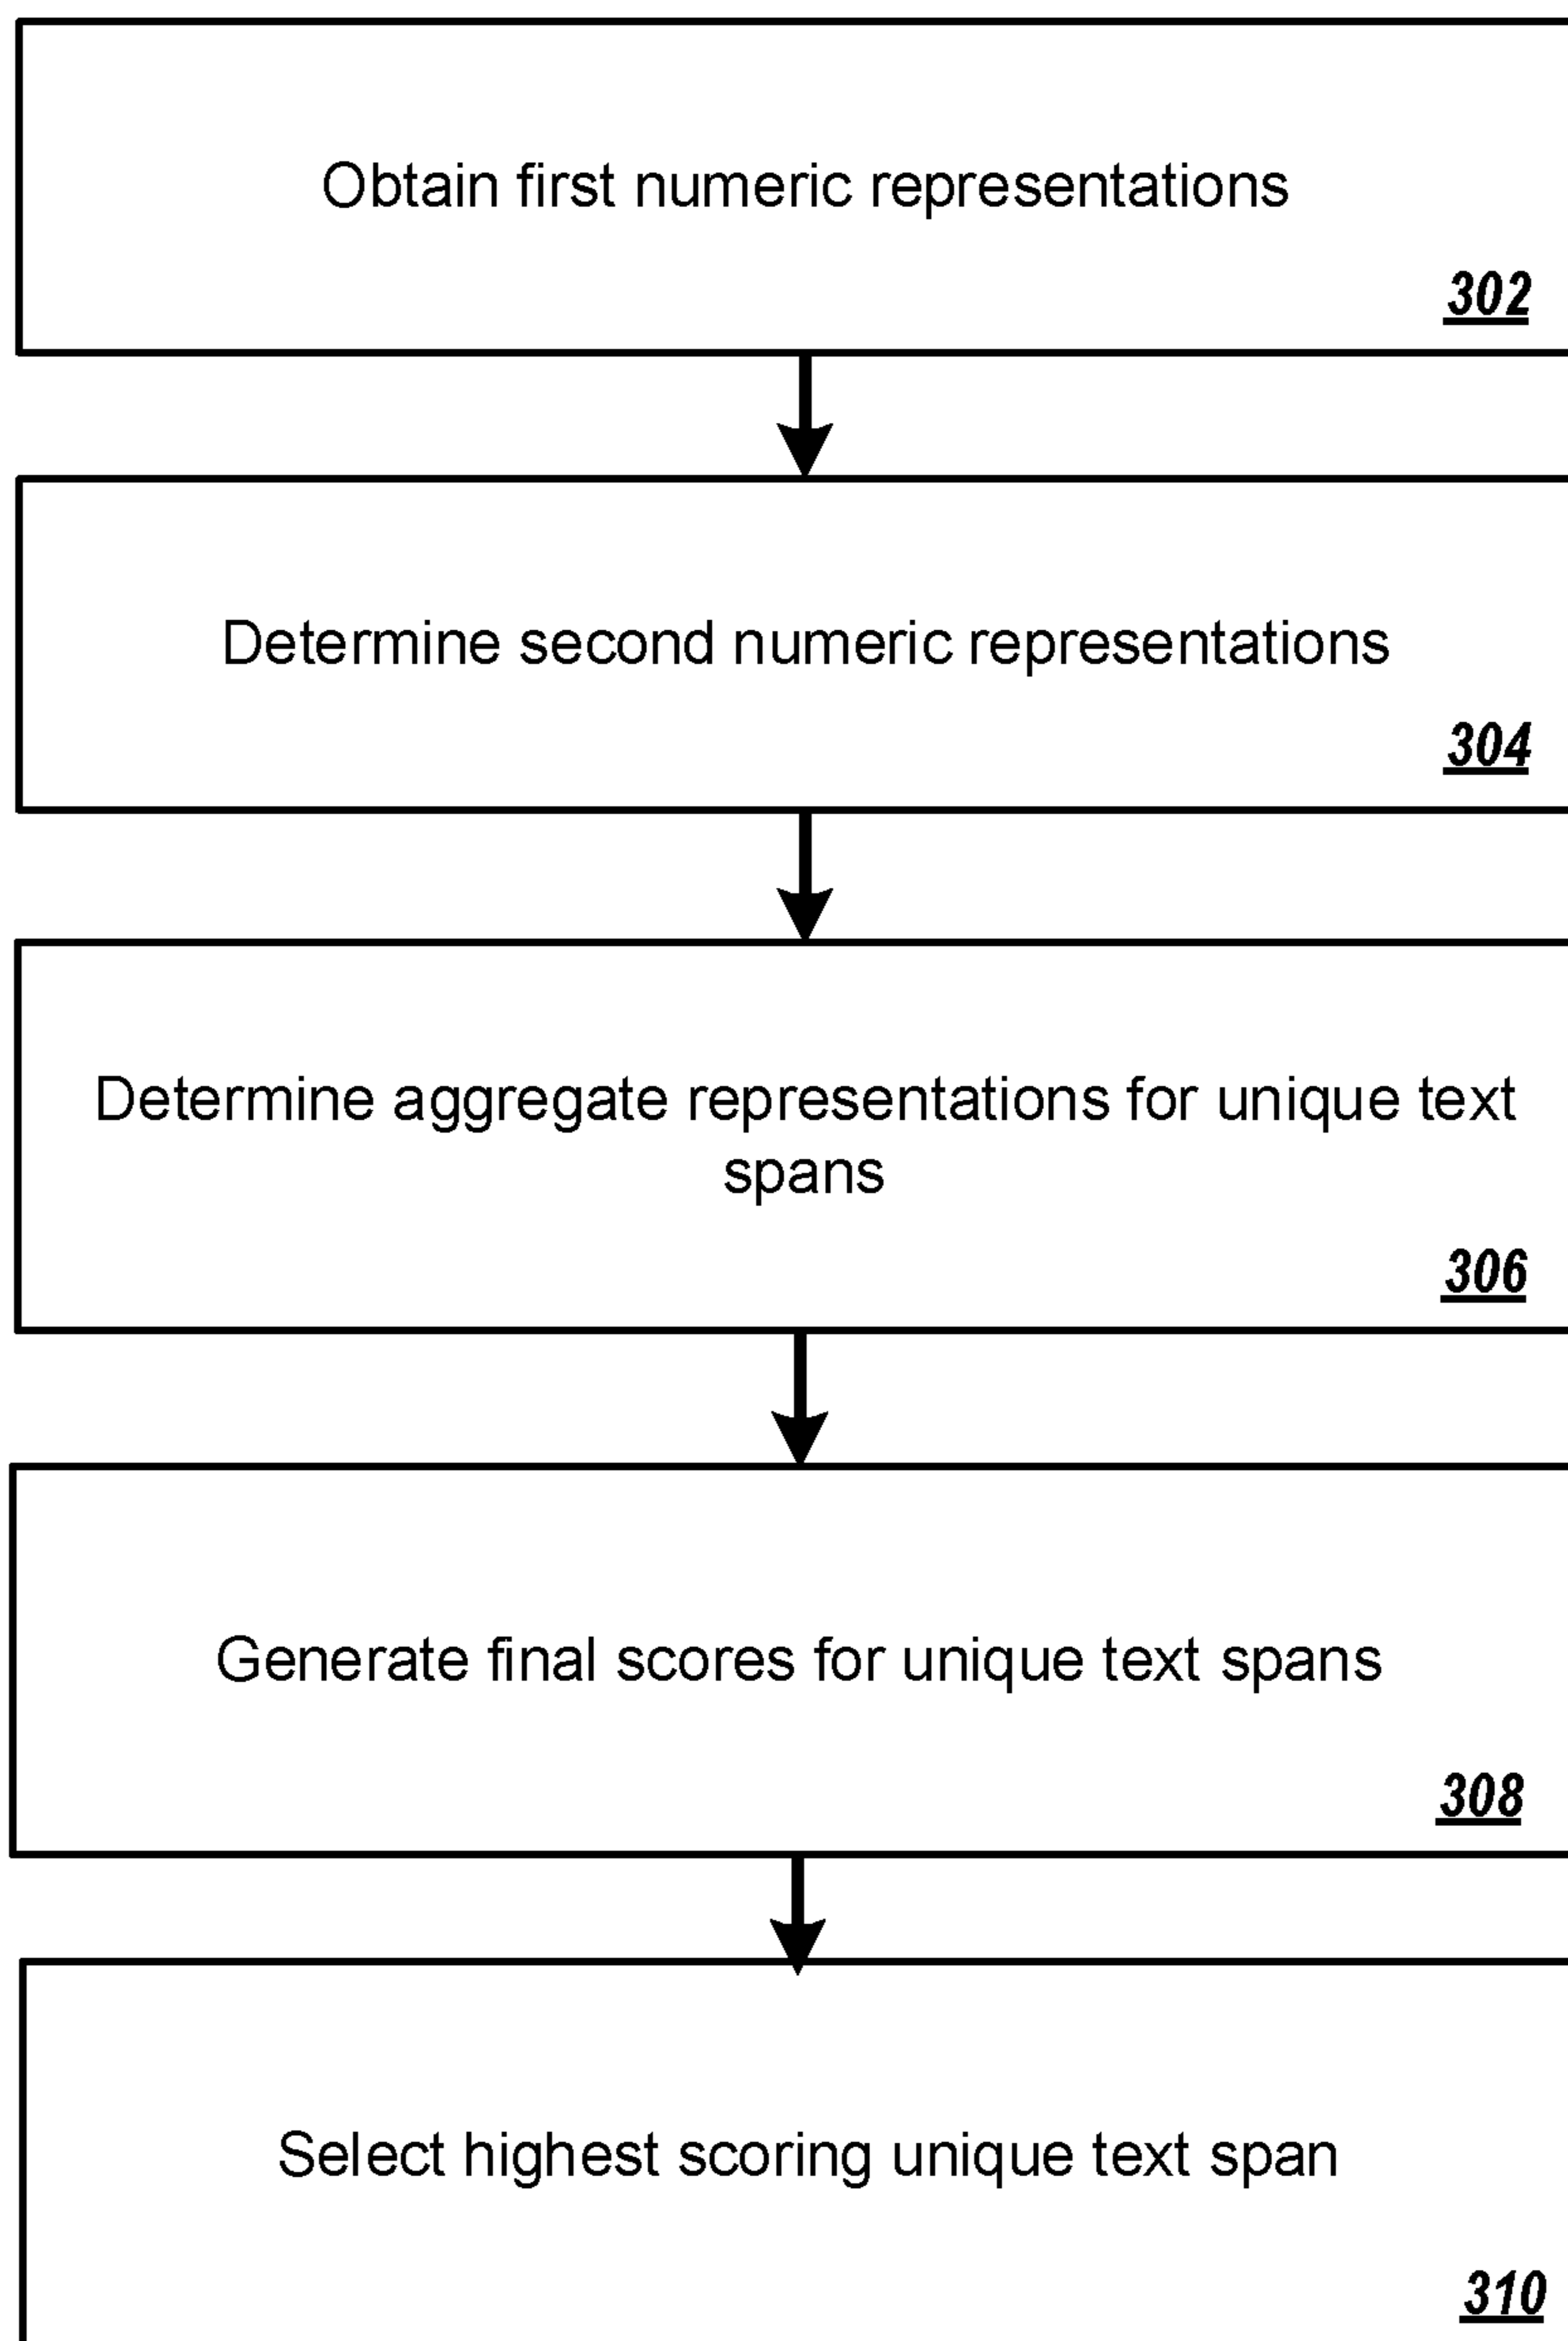 Obtain first numeric representations
302
Determine second numeric representations
304
Determine aggregate representations for unique text
spans
306
Generate final scores for unique text spans
308
Select highest scoring unique text span
310